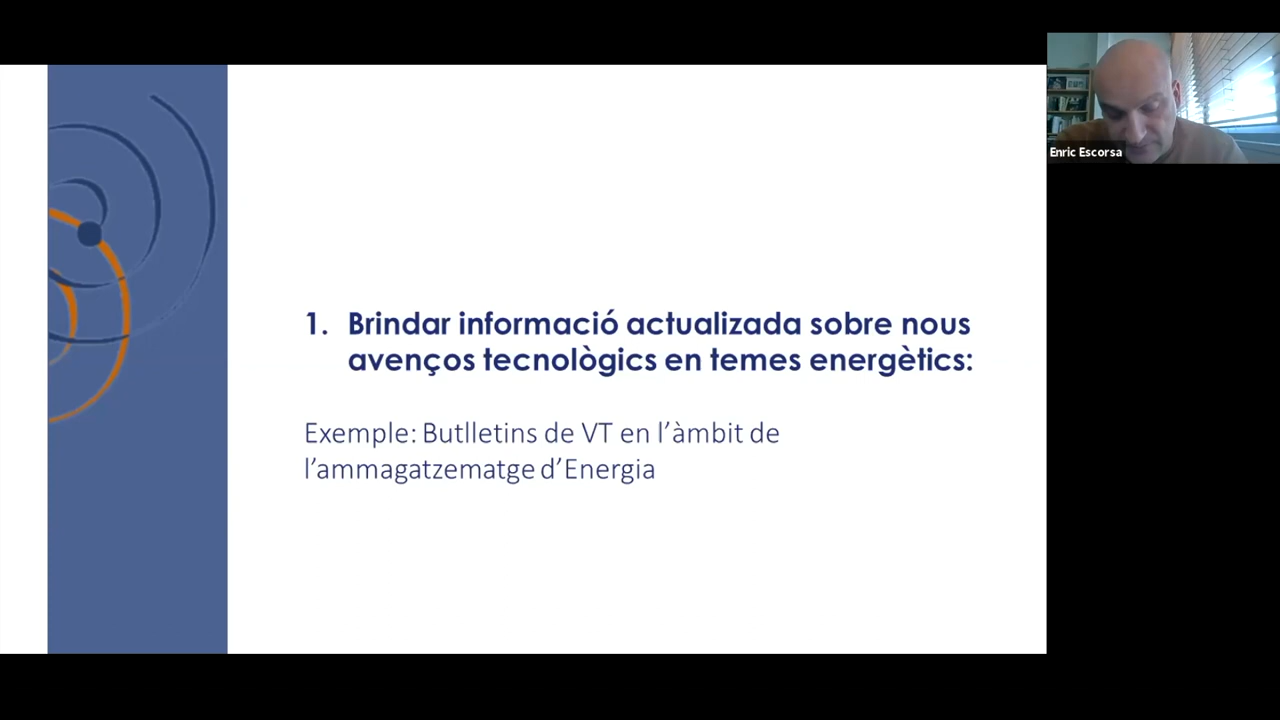 1. Brindar informació actualizada sobre nous
avenços tecnològics en temes energètics:
Exemple: Butlletins de VT en l’àmbit de
l’ammagatzematge d’Energia
Enric Escorsa